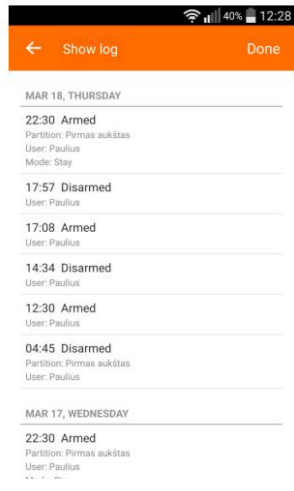 40% 12:28
Show log Done
MAR 18, THURSDAY
22:30 Armed
Partition: Pirmas aukštas
User: Paulius
Mode: Stay
17:57 Disarmed
User: Paulius
17:08 Armed
User: Paulius
14:34 Disarmed
User: Paulius
12:30 Armed
User: Paulius
04:45 Disarmed
Partition: Pirmas aukštas
User: Paulius
MAR 17, WEDNESDAY
22:30 Armed
Partition: Pirmas aukštas
User: Paulius